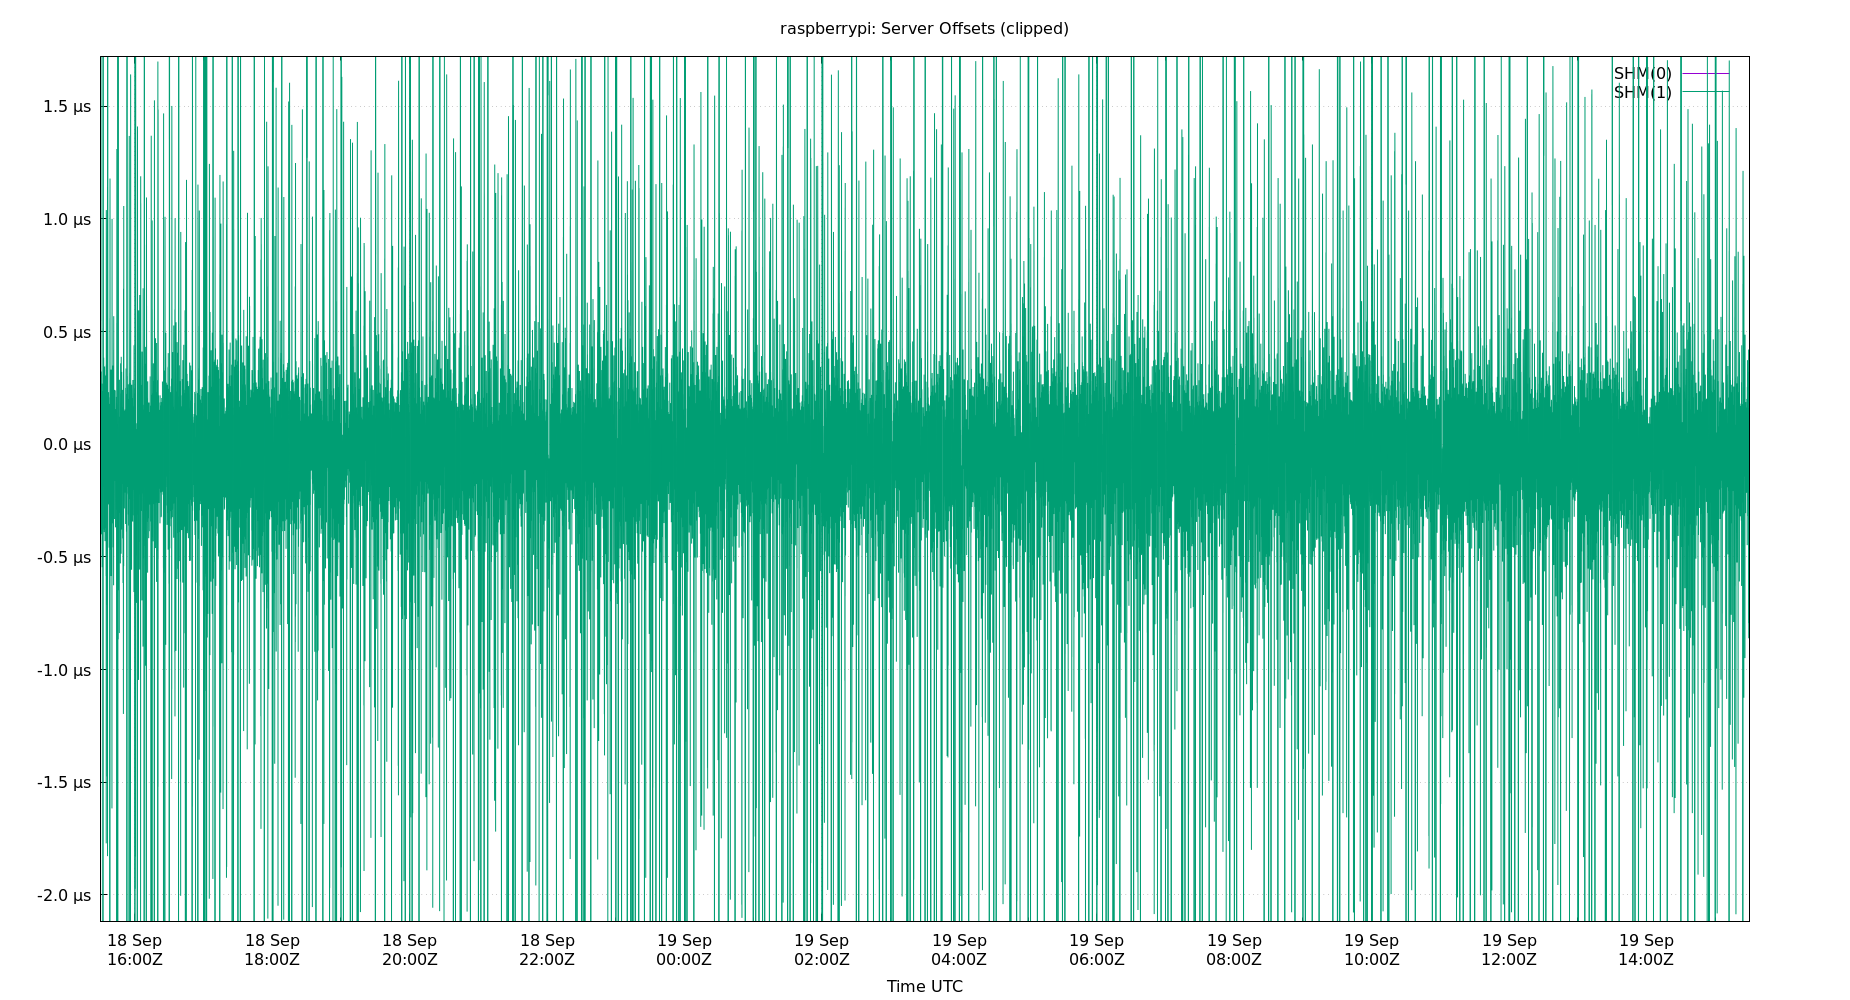 raspberrypi: Server Offsets (clipped)
SHM(0)
SHM(1)
1.5 µs
1.0 µs
0.5 µs
0.0 µs
-0.5 µs
-1.0 µs
-1.5 µs
-2.0 µs
18 Sep 18 Sep 18 Sep 18 Sep 19 Sep 19 Sep 19 Sep 19 Sep 19 Sep 19 Sep 19 Sep 19 Sep
16:00Z 18:00Z 20:00Z 22:00Z 00:00Z 02:00Z 04:00Z 06:00Z 08:00Z 10:00Z 12:00Z 14:00Z
Time UTC